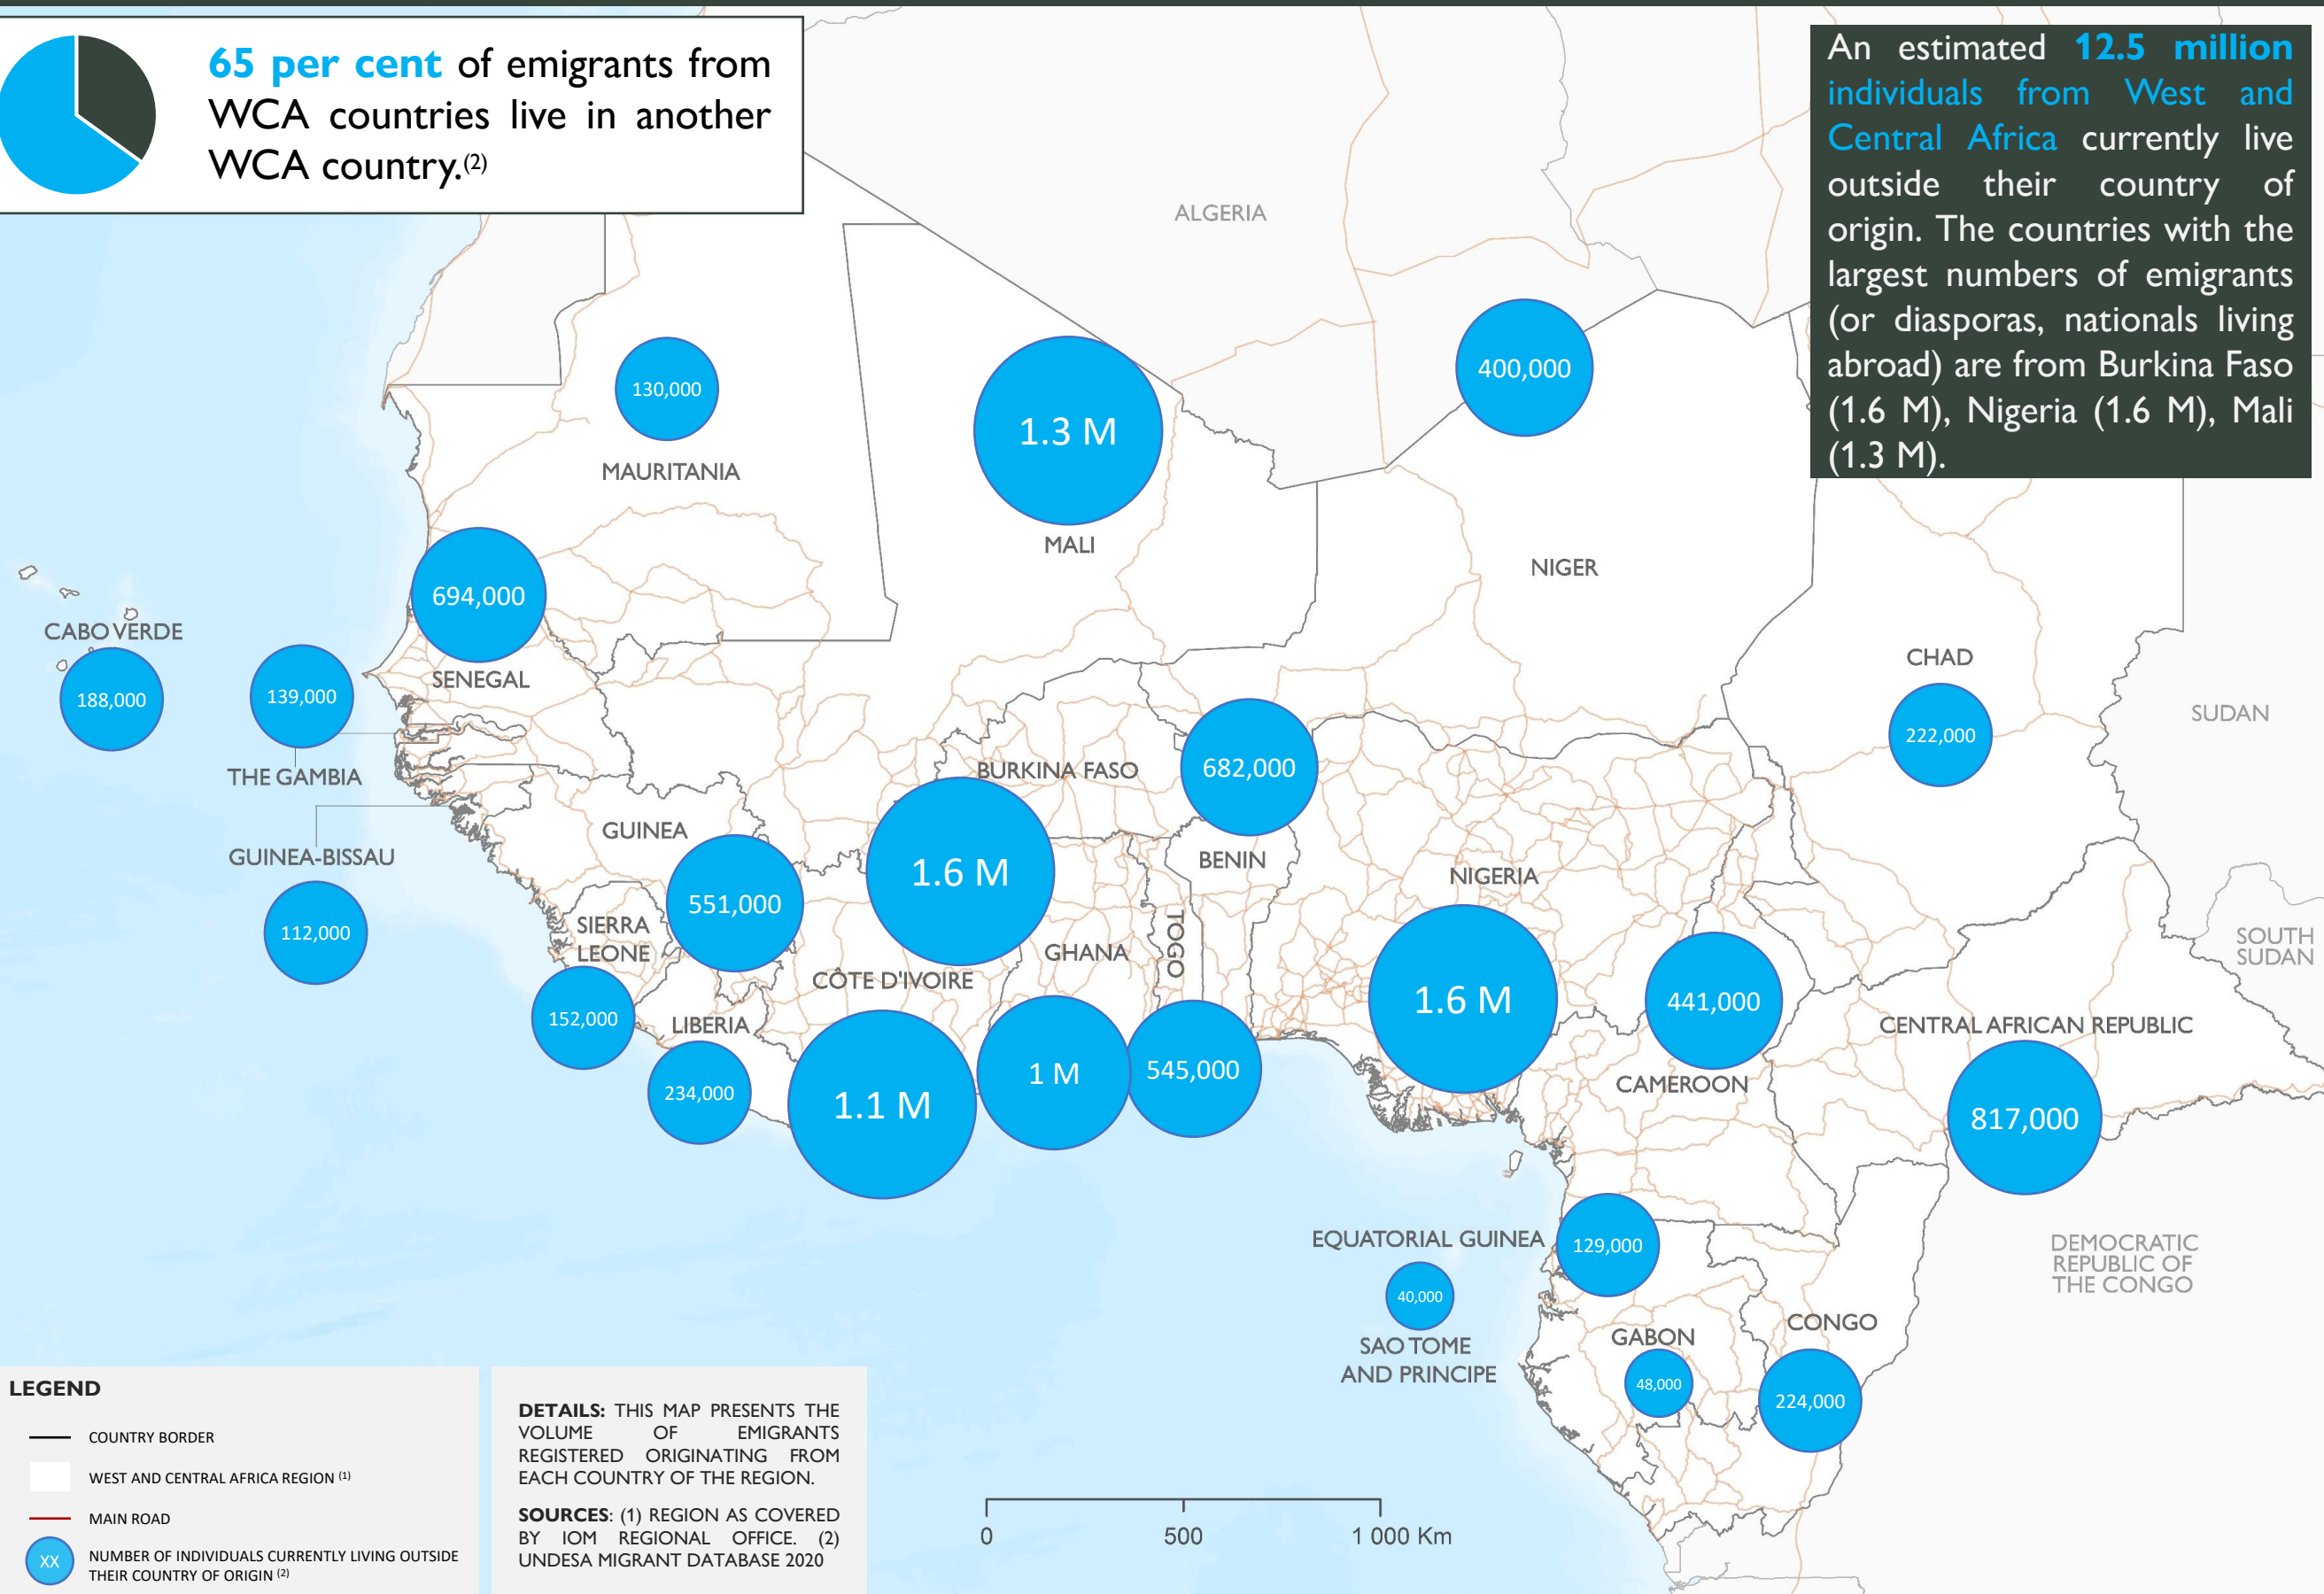 65 per cent of emigrants from
WCA countries live in another
WCA country.(2)
An estimated 12.5 million
individuals from West and
Central Africa currently live
outside their country of
origin. The countries with the
largest numbers of emigrants
(or diasporas, nationals living
abroad) are from Burkina Faso
(1.6 M), Nigeria (1.6 M), Mali
(1.3 M).
ALGERIA
130,000
MAURITANIA
1.3 M
MALI
400,000
NIGER
694,000
SENEGAL
CABO VERDE
188,000
139,000
THE GAMBIA
GUINEA-BISSAU
112,000
CHAD
222,000
SUDAN
BURKINA FASO
1.6 M
682,000
BENIN
GUINEA
551,000
SIERRA
LEONE
152,000
LIBERIA
234,000
CÔTE D'IVOIRE
1.1 M
GHANA
1 M
TOGO
545,000
NIGERIA
1.6 M
441,000
CAMEROON
SOUTH
SUDAN
CENTRAL AFRICAN REPUBLIC
817,000
EQUATORIAL GUINEA
129,000
40,000
SAO TOME
AND PRINCIPE
GABON
48,000
CONGO
224,000
DEMOCRATIC
REPUBLIC OF
THE CONGO
LEGEND
COUNTRY BORDER
WEST AND CENTRAL AFRICA REGION (1)
MAIN ROAD
XX
NUMBER OF INDIVIDUALS CURRENTLY LIVING OUTSIDE
THEIR COUNTRY OF ORIGIN (2)
DETAILS: THIS MAP PRESENTS THE
VOLUME OF EMIGRANTS
REGISTERED ORIGINATING FROM
EACH COUNTRY OF THE REGION.
SOURCES: (1) REGION AS COVERED
BY IOM REGIONAL OFFICE. (2)
UNDESA MIGRANT DATABASE 2020
0 500 1 000 Km